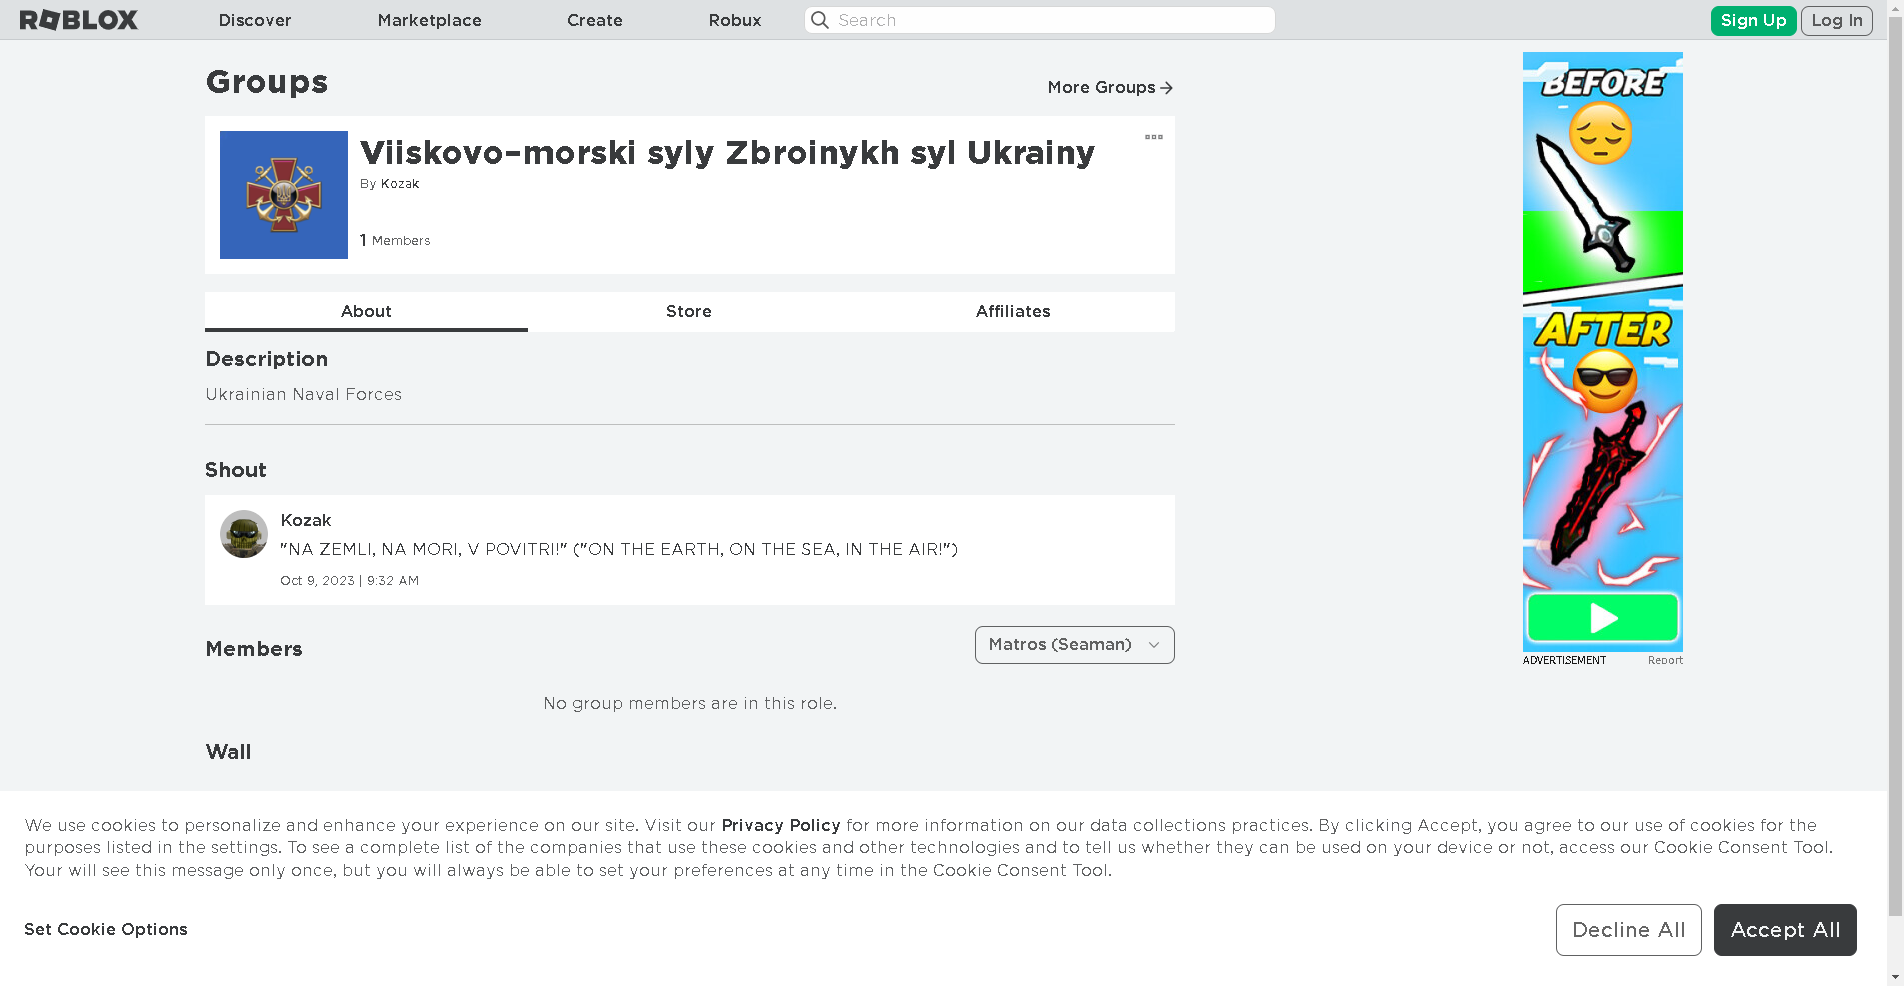 ROBLOX
Discover
Marketplace
Create
Robux
Search
Sign Up
Log In
Groups
More Groups
Viiskovo-morski syly Zbroinykh syl Ukrainy
By Kozak
1 Members
About
Store
Affiliates
Description
Ukrainian Naval Forces
Shout
Kozak
"NA ZEMLI, NA MORI, V POVITRI!" ("ON THE EARTH, ON THE SEA, IN THE AIR!")
Oct 9, 2023 | 9:32 AM
Members
Matros (Seaman)
No group members are in this role.
Wall
BEFORE
AFTER
ADVERTISEMENT
Report
We use cookies to personalize and enhance your experience on our site. Visit our Privacy Policy for more information on our data collections practices. By clicking Accept, you agree to our use of cookies for the
purposes listed in the settings. To see a complete list of the companies that use these cookies and other technologies and to tell us whether they can be used on your device or not, access our Cookie Consent Tool.
Your will see this message only once, but you will always be able to set your preferences at any time in the Cookie Consent Tool.
Set Cookie Options
Decline All
Accept All